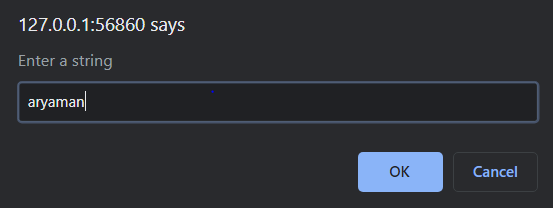 127.0.0.1:56860 says
Enter a string
aryaman
OK Cancel